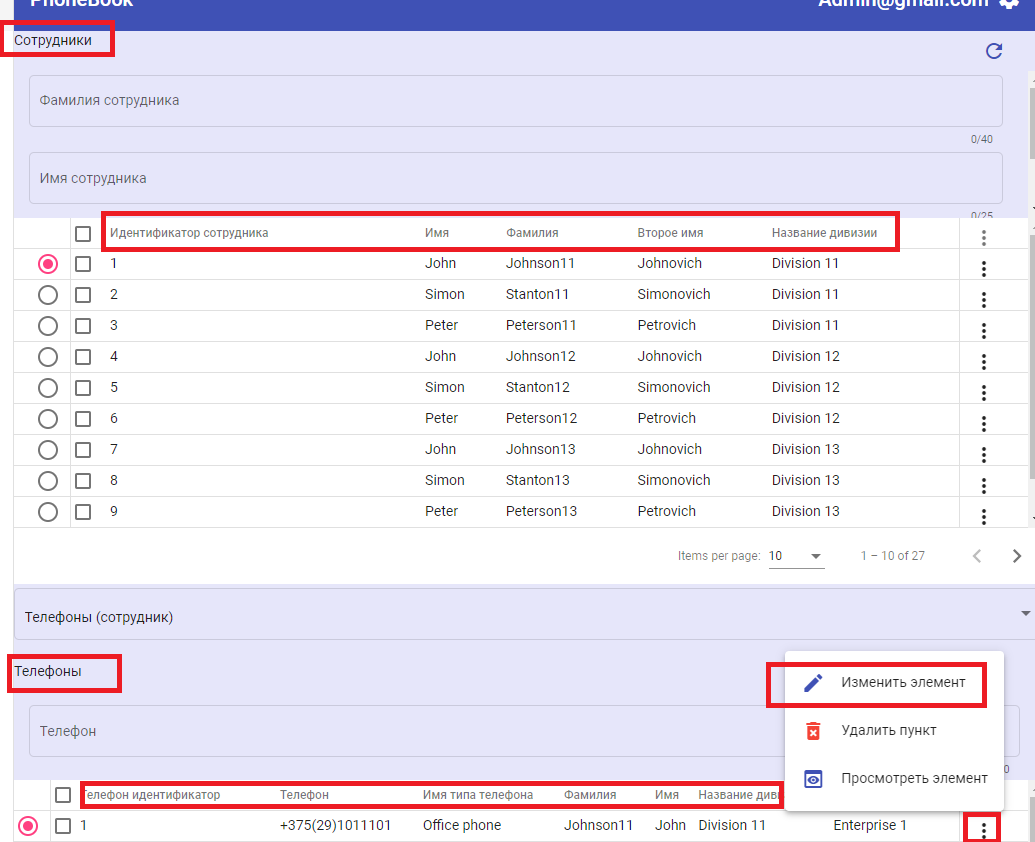 PhoneBook Admin@gmail.com
Сотрудники
Фамилия сотрудника
0/40
Имя сотрудника
0/25
Идентификатор сотрудника Имя Фамилия Второе имя Название дивизии
1 John Johnson11 Johnovich Division 11
2 Simon Stanton11 Simonovich Division 11
3 Peter Peterson11 Petrovich Division 11
4 John Johnson12 Johnovich Division 12
5 Simon Stanton12 Simonovich Division 12
6 Peter Peterson12 Petrovich Division 12
7 John Johnson13 Johnovich Division 13
8 Simon Stanton13 Simonovich Division 13
9 Peter Peterson13 Petrovich Division 13
Items per page: 10 1 – 10 of 27
Телефоны (сотрудник)
Телефоны
Изменить элемент
Телефон
Удалить пункт
0
Просмотреть элемент
Телефон идентификатор Телефон Имя типа телефона Фамилия Имя Название диви
1 +375(29)1011101 Office phone Johnson11 John Division 11 Enterprise 1